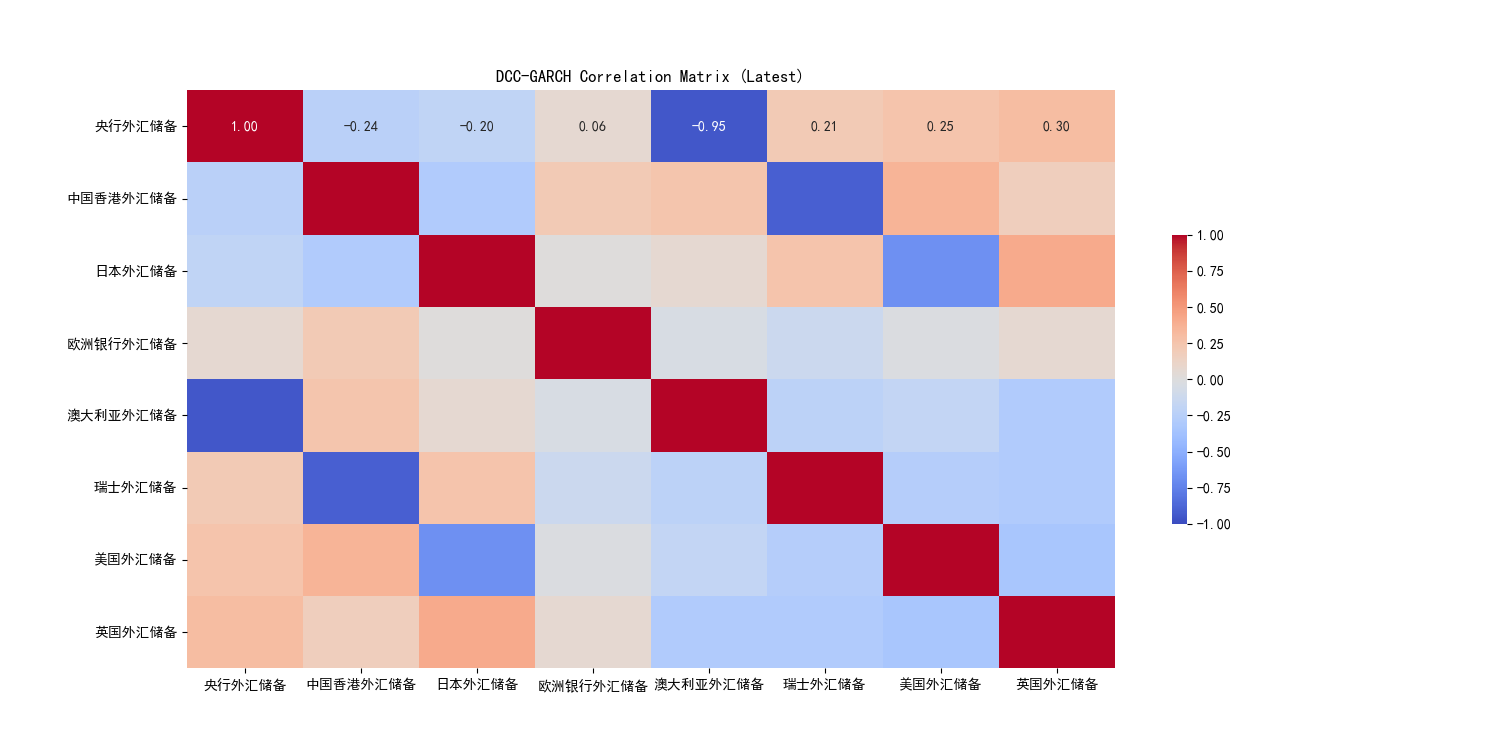 DCC-GARCH Correlation Matrix (Latest)
央行外汇储备 1.00 -0.24 -0.20 0.06 -0.95 0.21 0.25 0.30
中国香港外汇储备
日本外汇储备
欧洲银行外汇储备
澳大利亚外汇储备
瑞士外汇储备
美国外汇储备
英国外汇储备
央行外汇储备 中国香港外汇储备 日本外汇储备 欧洲银行外汇储备 澳大利亚外汇储备 瑞士外汇储备 美国外汇储备 英国外汇储备
1.00
0.75
0.50
0.25
0.00
-0.25
-0.50
-0.75
-1.00